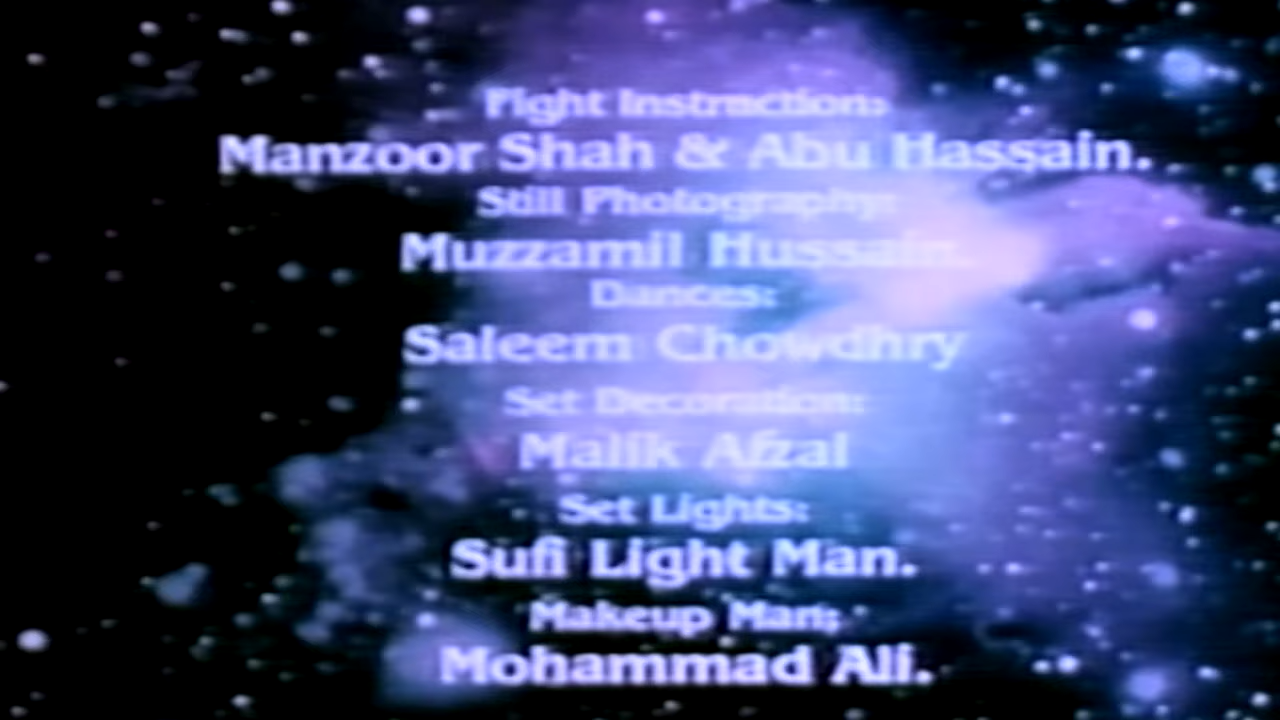 Fight Instruction:
Manzoor Shah & Abu Hassain.
Still Photography:
Muzzamil Hussain.
Dances:
Saleem Chowdhry
Set Decoration:
Malik Afzal
Set Lights:
Sufi Light Man.
Makeup Man:
Mohammad Ali.